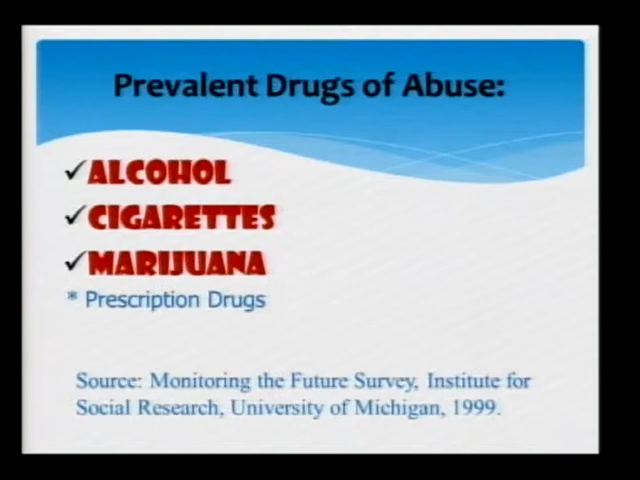 Prevalent Drugs of Abuse:
✓ALCOHOL
✓CIGARETTES
✓MARIJUANA
* Prescription Drugs
Source: Monitoring the Future Survey, Institute for
Social Research, University of Michigan, 1999.